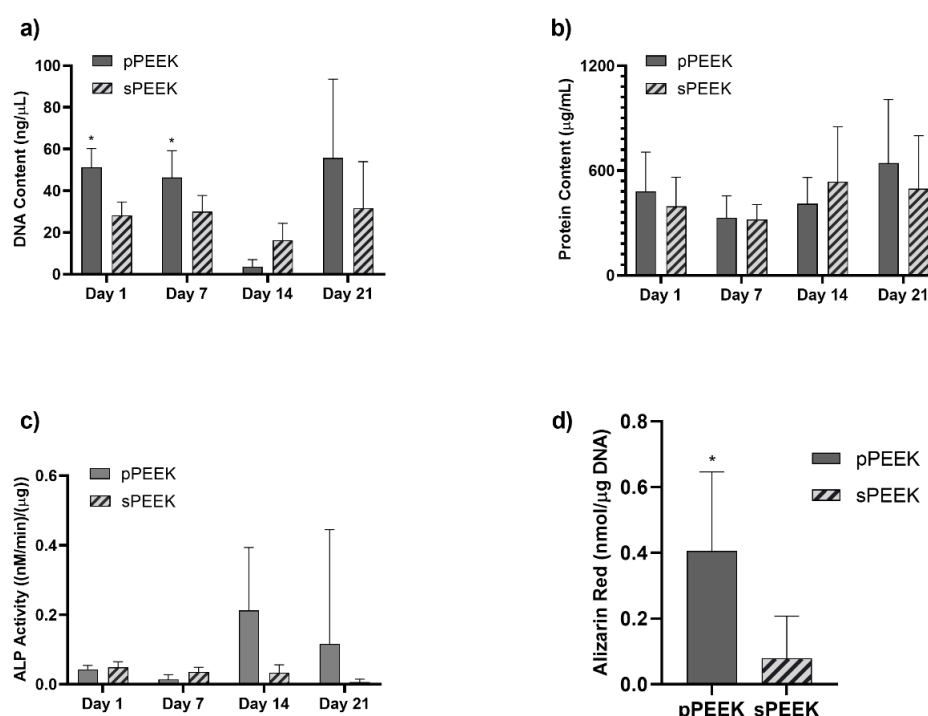 a)
pPEEK
sPEEK
DNA Content (ng/μL)
100
80
60
40
20
0
*
*
Day 1 Day 7 Day 14 Day 21
b)
pPEEK
sPEEK
Protein Content (μg/mL)
1200
600
0
Day 1 Day 7 Day 14 Day 21
c)
pPEEK
sPEEK
ALP Activity ((nM/min)/(μg))
0.6
0.4
0.2
0.0
Day 1 Day 7 Day 14 Day 21
d)
pPEEK
sPEEK
Alizarin Red (nmol/μg DNA)
0.8
0.6
0.4
0.2
0.0
*
pPEEK sPEEK